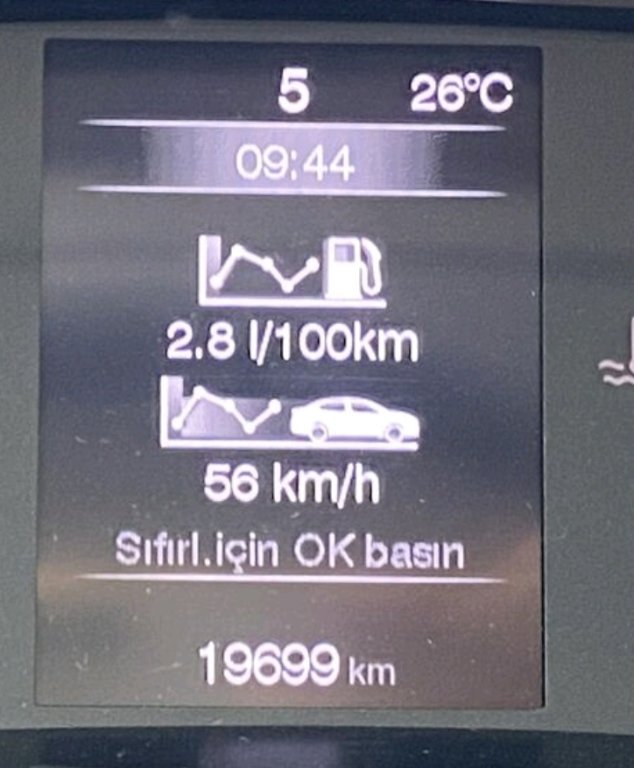 5 26°C
09:44
2.8 l/100km
56 km/h
Sıfırl.için OK basın
19699 km